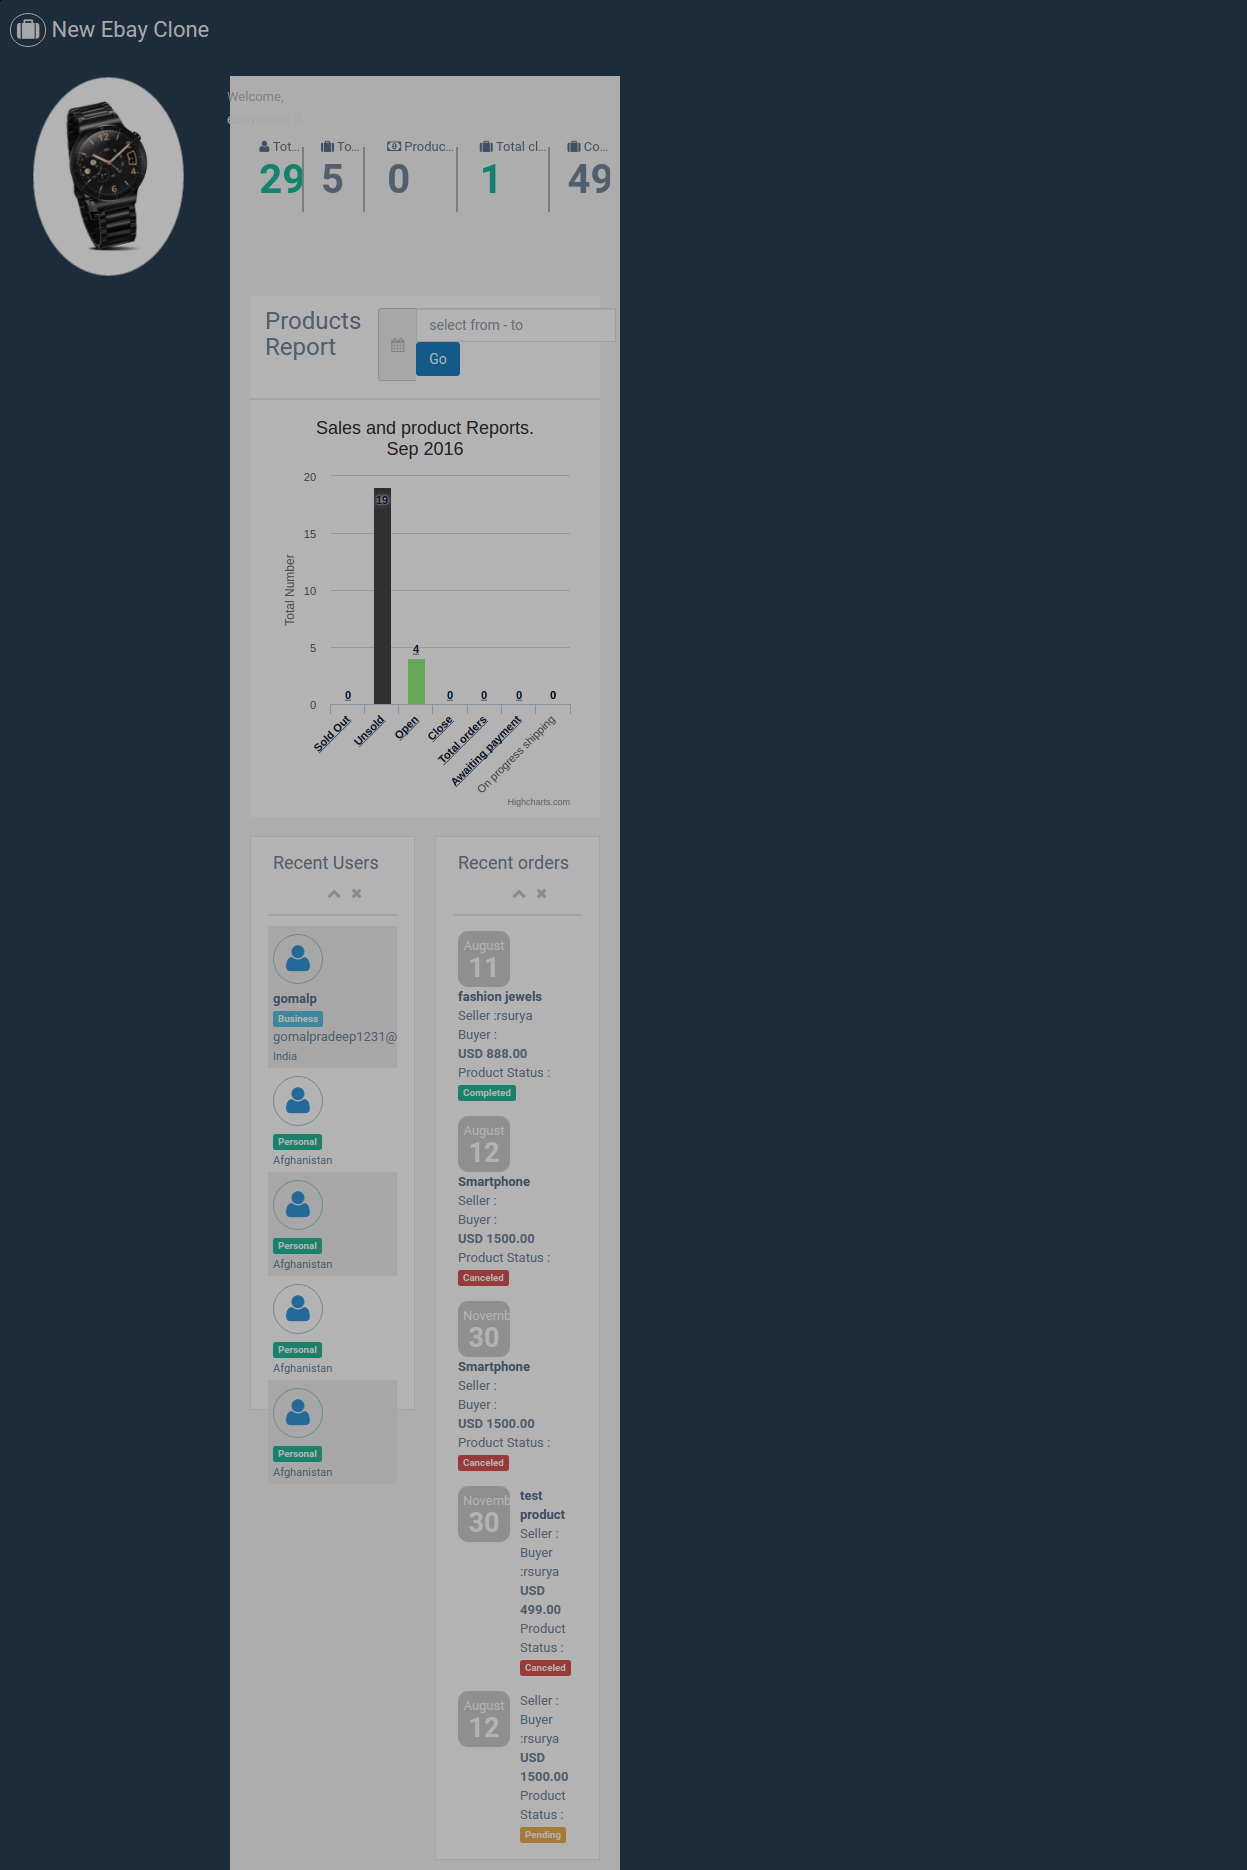 New Ebay Clone
Welcome,
Tot...
To...
Produc...
Total cl...
Co...
29
5
0
1
49
Products
Report
select from - to
Go
Sales and product Reports.
Sep 2016
Total Number
20
15
10
5
0
0
19
4
0
0
0
0
Sold Out
Unsold
Open
Close
Total orders
Awaiting payment
On progress shipping
Highcharts.com
Recent Users
gomalp
Business
gomalpradeep1231@
India
Personal
Afghanistan
Personal
Afghanistan
Personal
Afghanistan
Personal
Afghanistan
Recent orders
August
11
fashion jewels
Seller :rsurya
Buyer :
USD 888.00
Product Status :
Completed
August
12
Smartphone
Seller :
Buyer :
USD 1500.00
Product Status :
Canceled
Novemb
30
Smartphone
Seller :
Buyer :
USD 1500.00
Product Status :
Canceled
Novemb
30
test
product
Seller :
Buyer
:rsurya
USD
499.00
Product
Status :
Canceled
August
12
Seller :
Buyer
:rsurya
USD
1500.00
Product
Status :
Pending